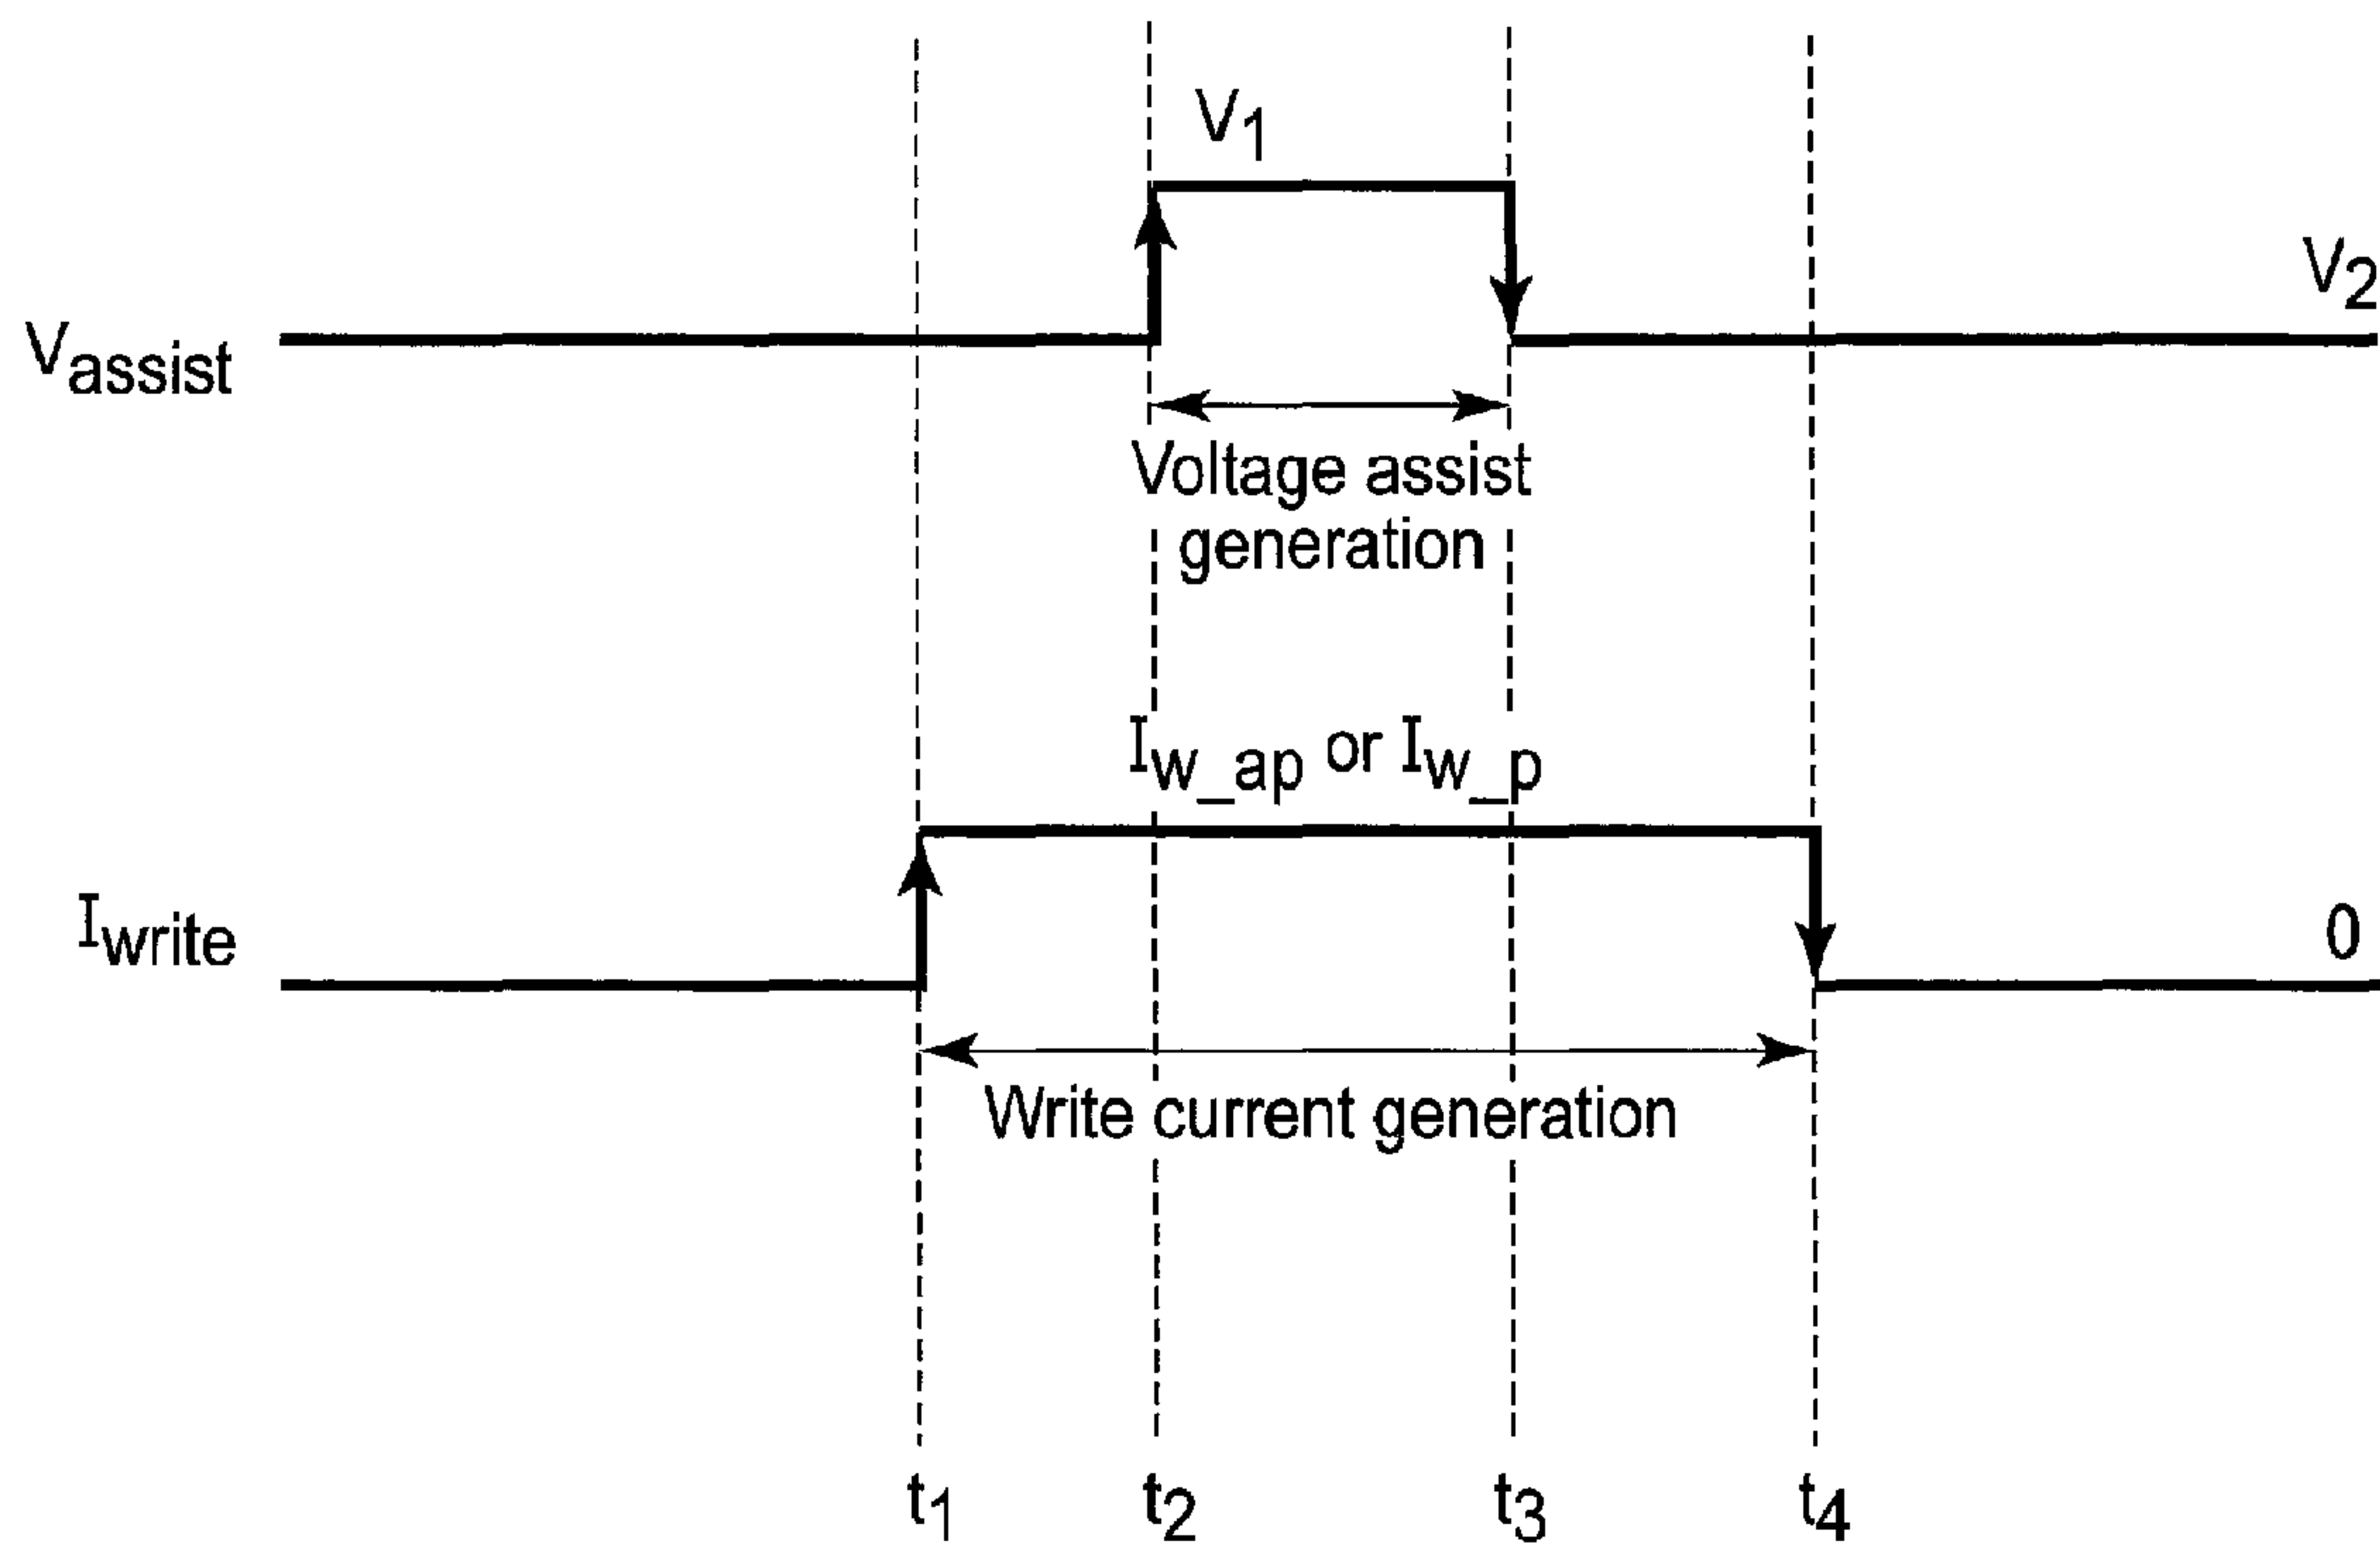 V1
V2
Vassist
Voltage assist
generation
Iw_ap or Iw_p
Iwrite
0
Write current generation
t1 t2 t3 t4